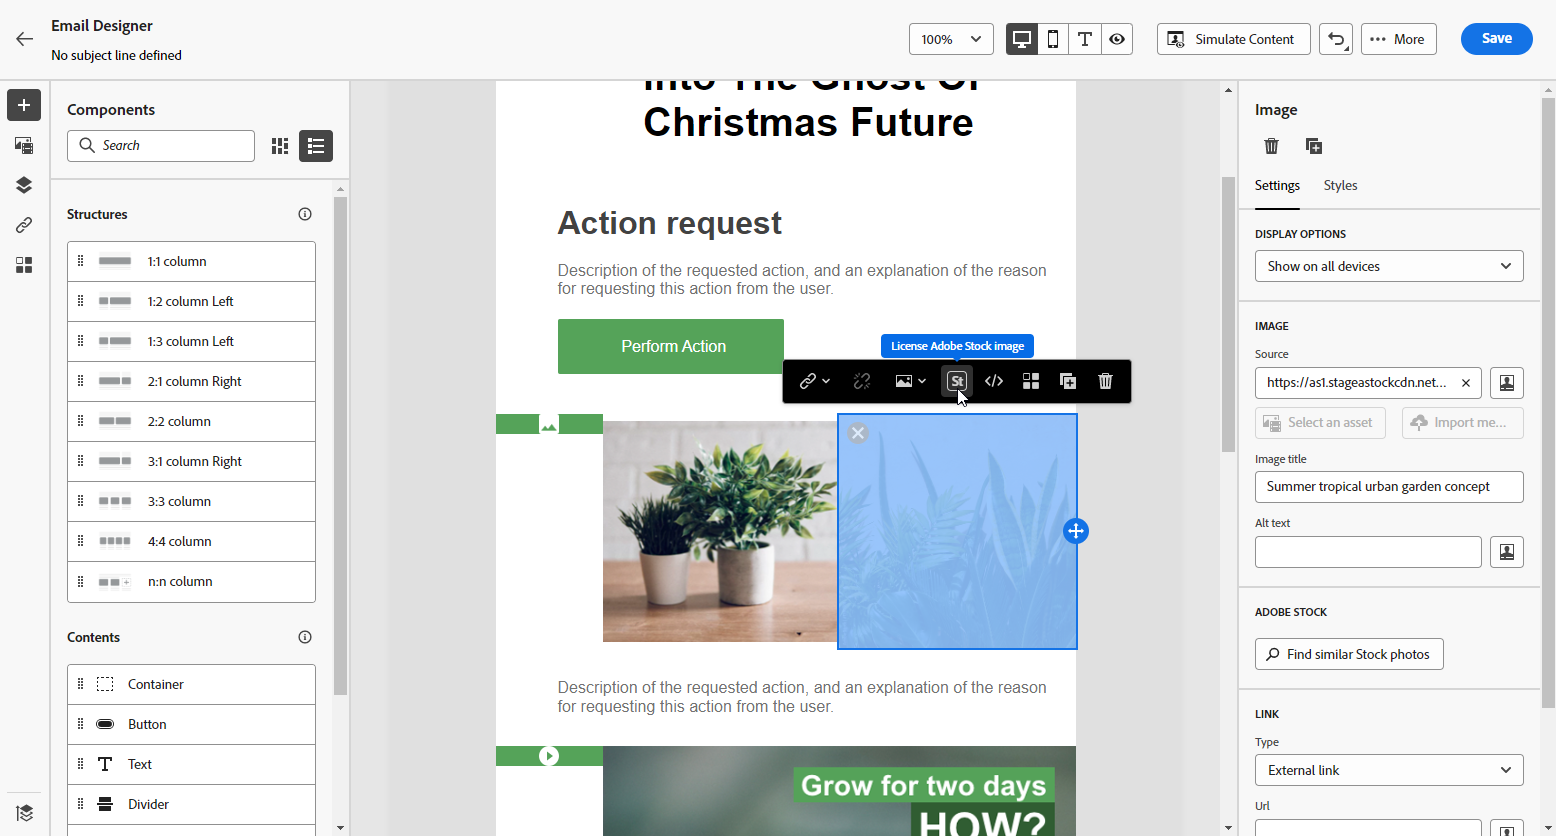 Email Designer
No subject line defined
100%
Simulate Content
More
Save
Components
Search
Structures
1:1 column
1:2 column Left
1:3 column Left
2:1 column Right
2:2 column
3:1 column Right
3:3 column
4:4 column
n:n column
Contents
Container
Button
Text
Divider
Into The Ghost Of
Christmas Future
Action request
Description of the requested action, and an explanation of the reason
for requesting this action from the user.
Perform Action
License Adobe Stock image
St
Description of the requested action, and an explanation of the reason
for requesting this action from the user.
Grow for two days
HOW?
Image
Settings
Styles
DISPLAY OPTIONS
Show on all devices
IMAGE
Source
https://as1.stageastockcdn.net...
Select an asset
Import me...
Image title
Summer tropical urban garden concept
Alt text
ADOBE STOCK
Find similar Stock photos
LINK
Type
External link
Url